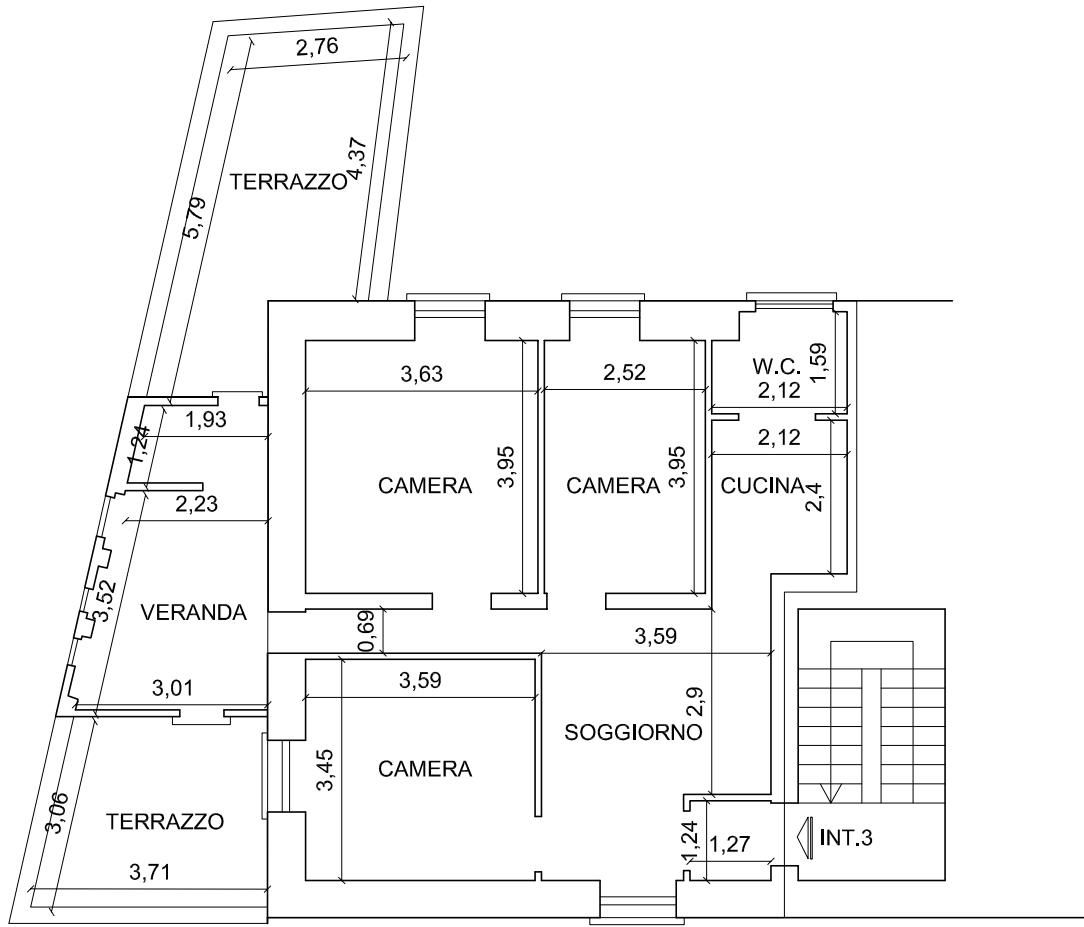 2,76
4,37
TERRAZZO
5,79
1,59
W.C.
3,63
2,52
2,12
1,93
1,24
2,12
3,95
3,95
CAMERA
CAMERA
CUCINA
2,4
2,23
3,52
VERANDA
0,69
3,59
3,01
3,59
2,9
SOGGIORNO
3,45
CAMERA
3,06
TERRAZZO
1,24
1,27
INT.3
3,71